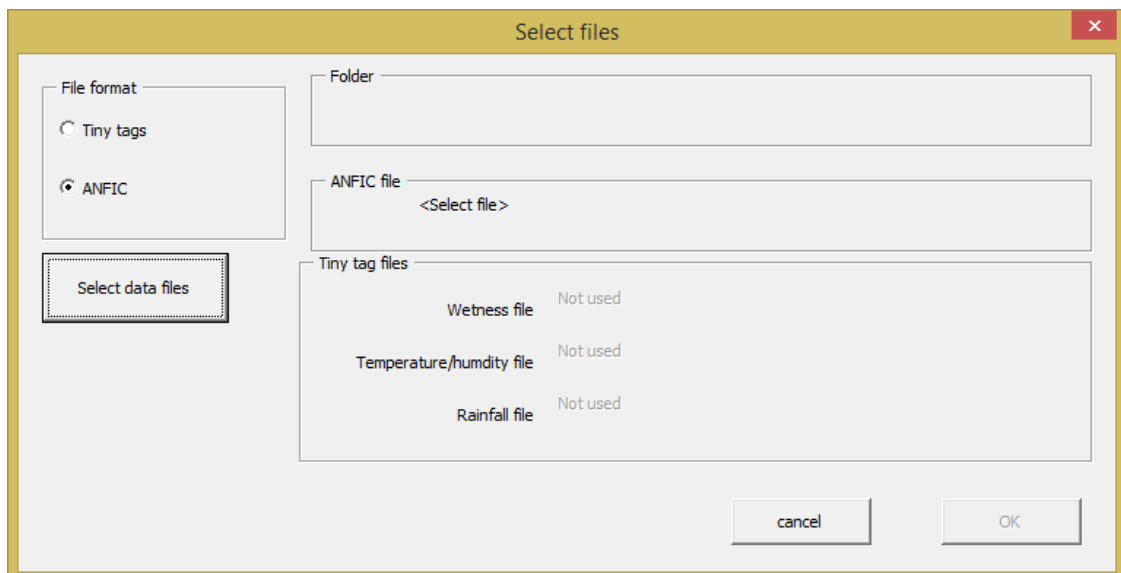 Select files
File format
Tiny tags
ANFIC
Select data files
Folder
ANFIC file
<Select file>
Tiny tag files
Wetness file Not used
Temperature/humdity file Not used
Rainfall file Not used
cancel OK